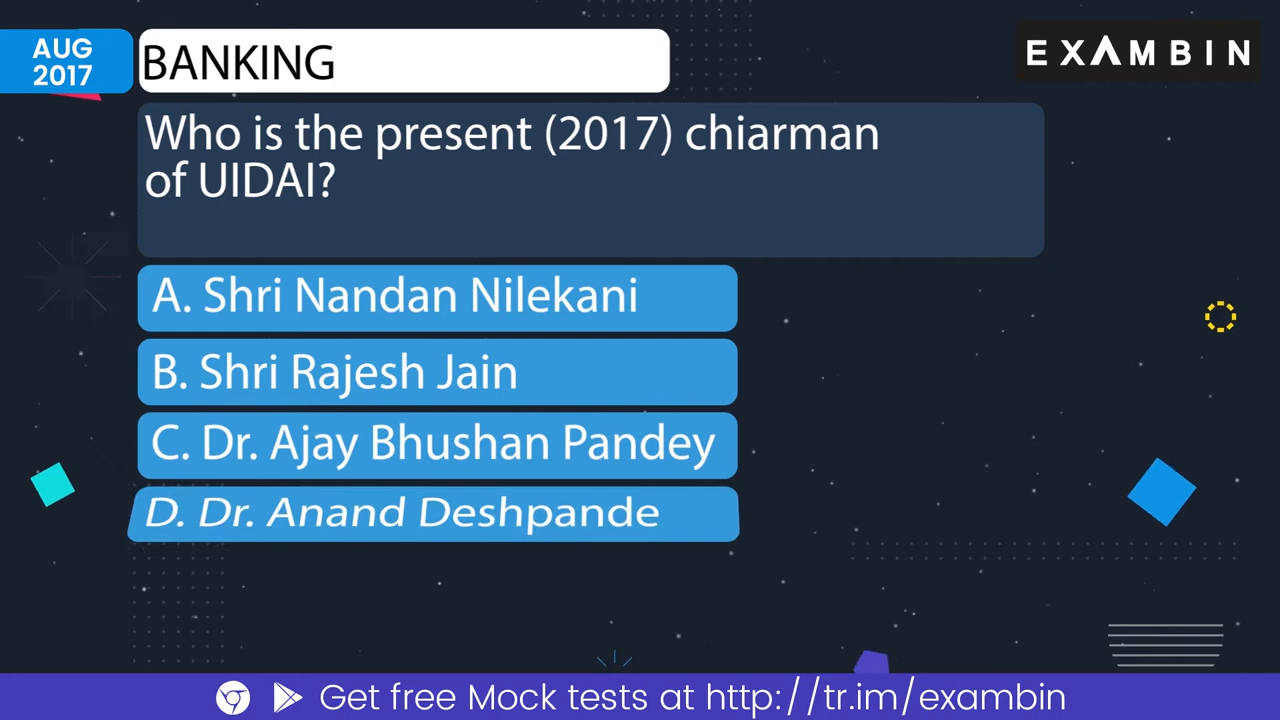 AUG
2017
BANKING
EXAMBIN
Who is the present (2017) chiarman
of UIDAI?
A. Shri Nandan Nilekani
B. Shri Rajesh Jain
C. Dr. Ajay Bhushan Pandey
D. Dr. Anand Deshpande
Get free Mock tests at http://tr.im/exambin